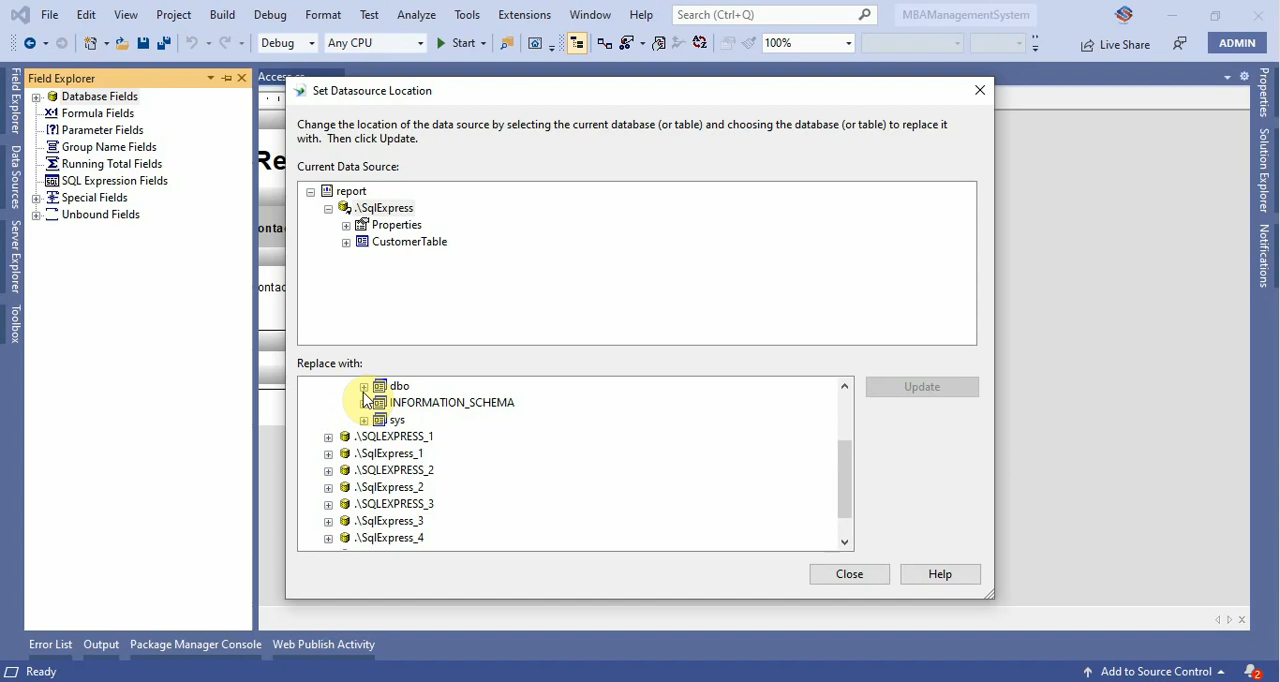 File Edit View Project Build Debug Format Test Analyze Tools Extensions Window Help Search (Ctrl+Q) MBAManagementSystem
Debug Any CPU Start 100% Live Share ADMIN
Field Explorer
Data Sources
Server Explorer
Toolbox
Field Explorer
Database Fields
Formula Fields
Parameter Fields
Group Name Fields
Running Total Fields
SQL Expression Fields
Special Fields
Unbound Fields
Set Datasource Location
Change the location of the data source by selecting the current database (or table) and choosing the database (or table) to replace it
with. Then click Update.
Current Data Source:
report
.\SqlExpress
Properties
CustomerTable
Replace with:
dbo
INFORMATION_SCHEMA
sys
.\SQLEXPRESS_1
.\SqlExpress_1
.\SQLEXPRESS_2
.\SqlExpress_2
.\SQLEXPRESS_3
.\SqlExpress_3
.\SqlExpress_4
Update
Close Help
Properties
Solution Explorer
Notifications
Error List Output Package Manager Console Web Publish Activity
Ready Add to Source Control 2